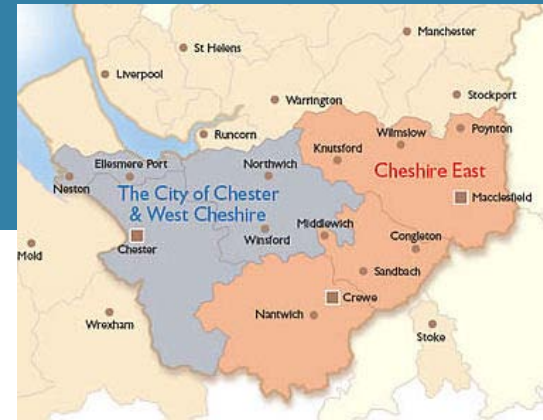 Manchester
St Helens
Liverpool
Stockport
Warrington
Runcorn
Wilmslow
Poynton
Knutsford
Ellesmere Port
Northwich
Cheshire East
Neston
The City of Chester
& West Cheshire
Macclesfield
Middlewich
Chester
Winsford
Congleton
Mold
Sandbach
Crewe
Nantwich
Wrexham
Stoke